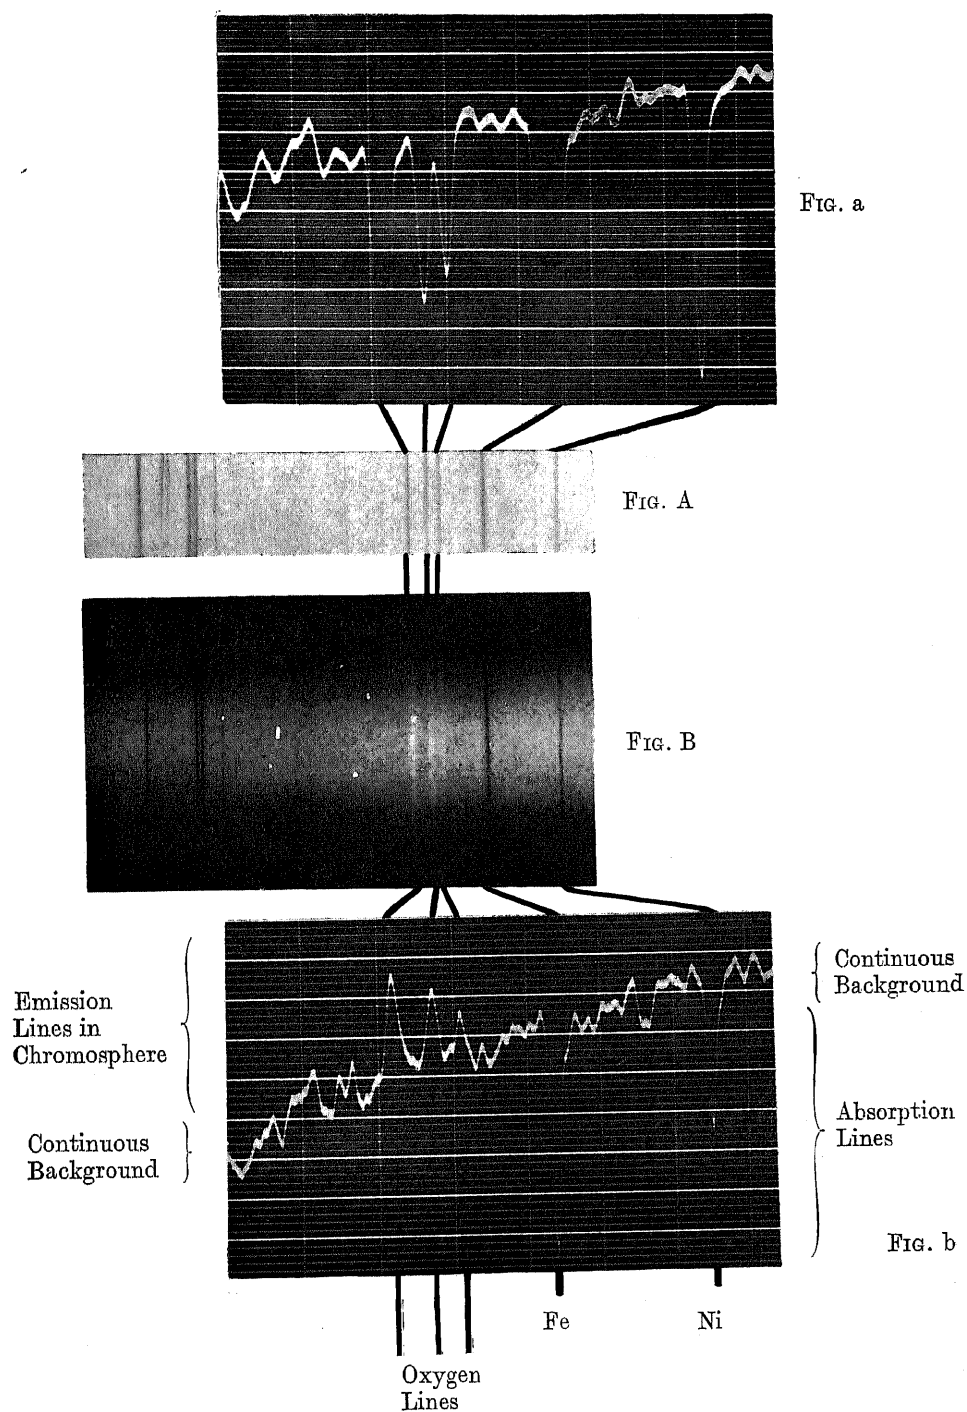 Fig. a
Fig. A
Fig. B
Emission
Lines in
Chromosphere
Continuous
Background
Continuous
Background
Absorption
Lines
Fig. b
Fe
Ni
Oxygen
Lines